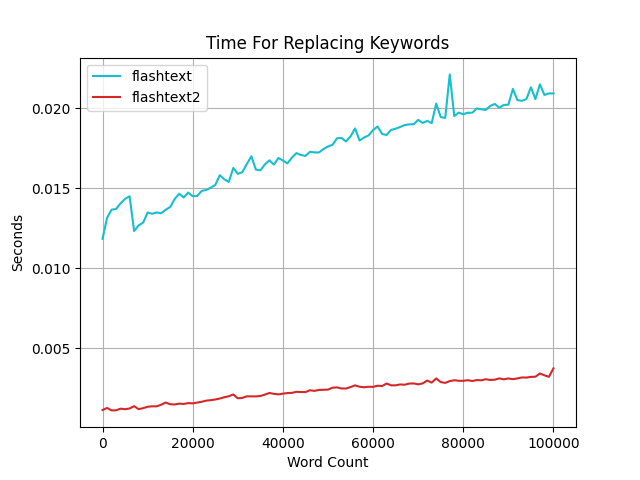 Time For Replacing Keywords
flashtext
flashtext2
0.020
0.015
0.010
0.005
Seconds
0 20000 40000 60000 80000 100000
Word Count